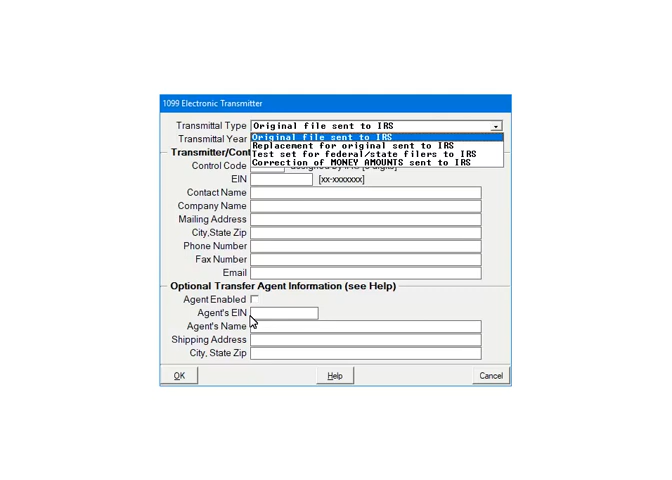 1099 Electronic Transmitter
Transmittal Type Original file sent to IRS
Original file sent to IRS
Transmittal Year
Replacement for original sent to IRS
Test set for federal/state filers to IRS
Transmitter/Cont
Correction of MONEY AMOUNTS sent to IRS
Control Code
EIN [xx-xxxxxxx]
Contact Name
Company Name
Mailing Address
City,State Zip
Phone Number
Fax Number
Email
Optional Transfer Agent Information (see Help)
Agent Enabled
Agent's EIN
Agent's Name
Shipping Address
City, State Zip
OK Help Cancel